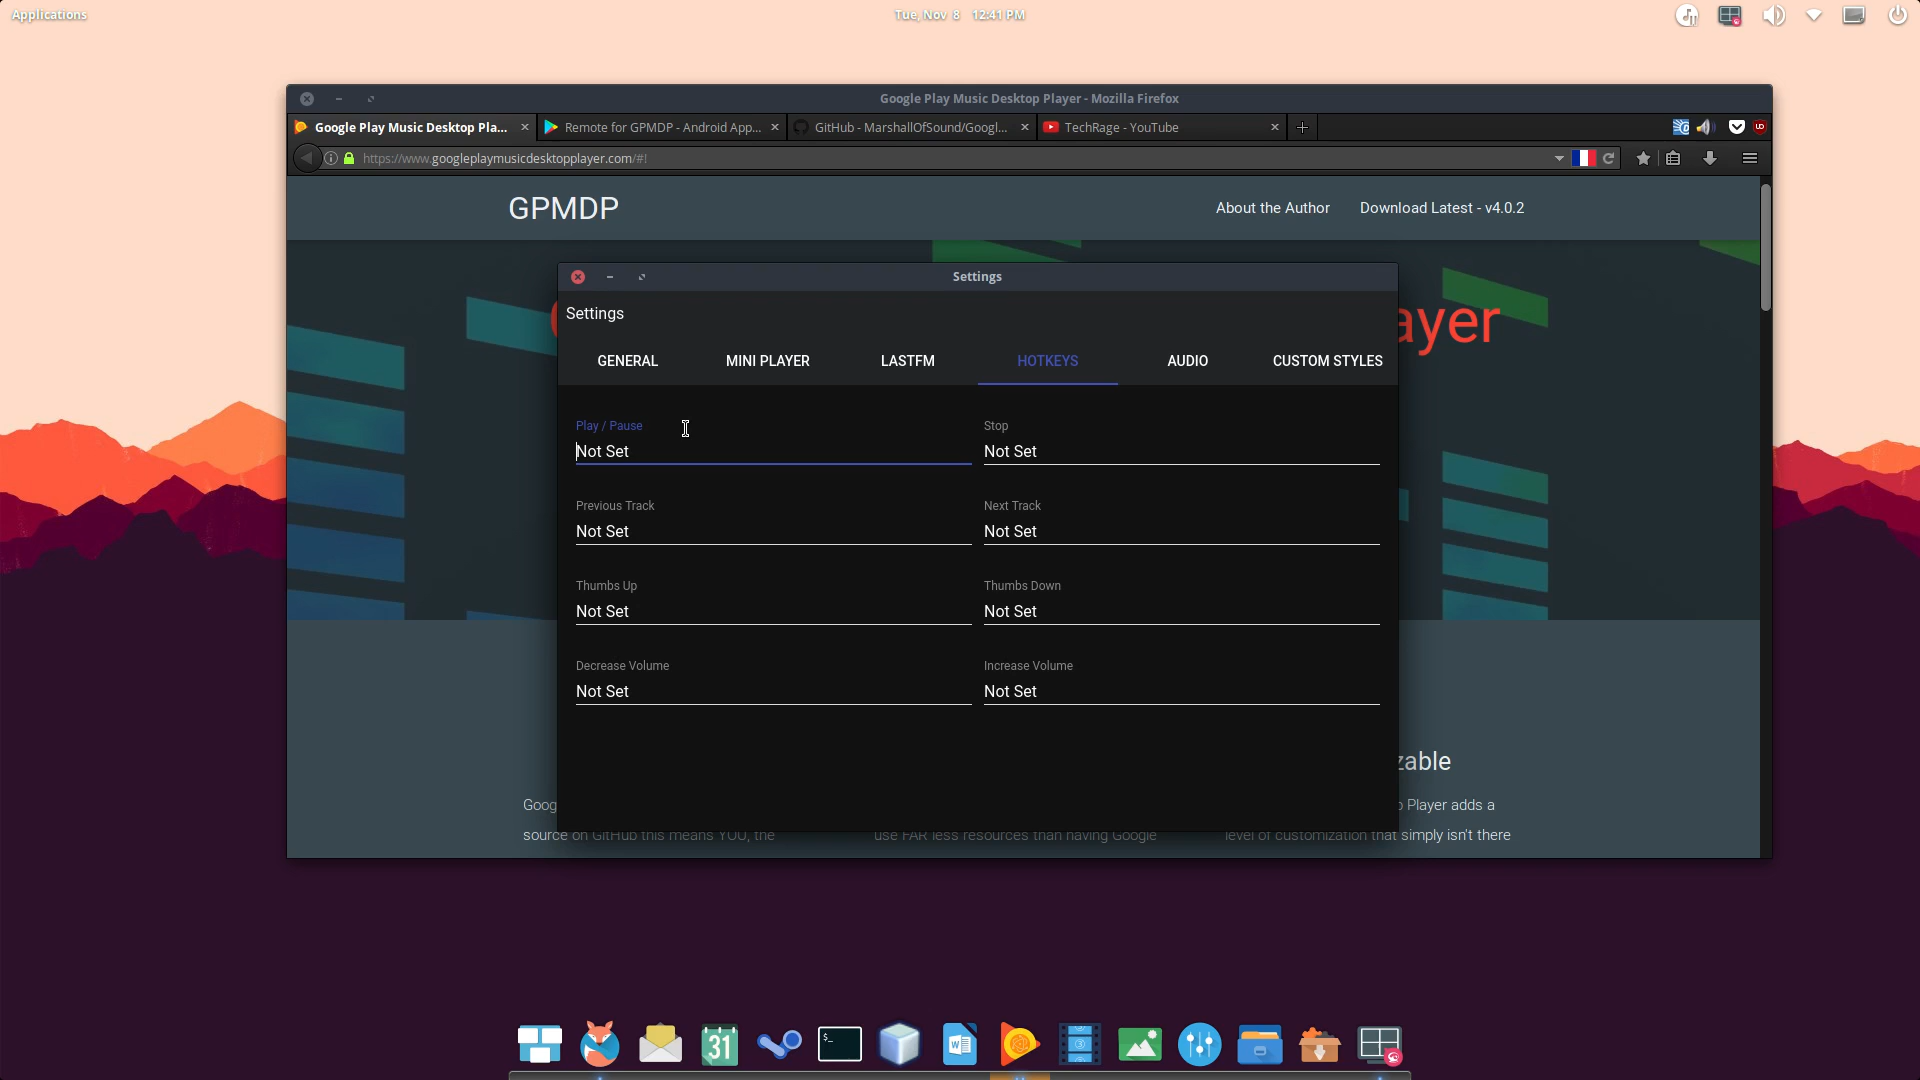 Applications
Tue, Nov 8 12:41 PM
Google Play Music Desktop Player - Mozilla Firefox
Google Play Music Desktop Pla...
Remote for GPMDP - Android App...
GitHub - MarshallOfSound/Googl...
TechRage - YouTube
https://www.googleplaymusicdesktopplayer.com/#!
GPMDP
About the Author
Download Latest - v4.0.2
Settings
ayer
Settings
GENERAL
MINI PLAYER
LASTFM
HOTKEYS
AUDIO
CUSTOM STYLES
Play / Pause
Stop
Not Set
Not Set
Previous Track
Next Track
Not Set
Not Set
Thumbs Up
Thumbs Down
Not Set
Not Set
Decrease Volume
Increase Volume
Not Set
Not Set
zable
Goog
Player adds a
source on GitHub this means YOU, the
use FAR less resources than having Google
level of customization that simply isn't there
31
$_
W
3